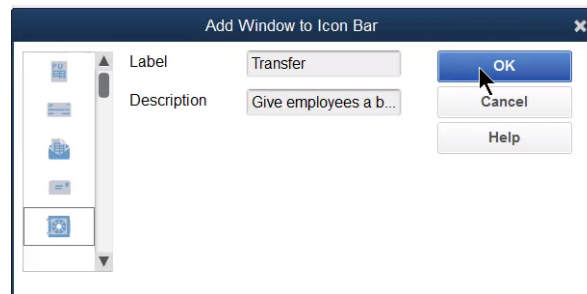 Add Window to Icon Bar
Label
Transfer
OK
Description
Give employees a b...
Cancel
Help